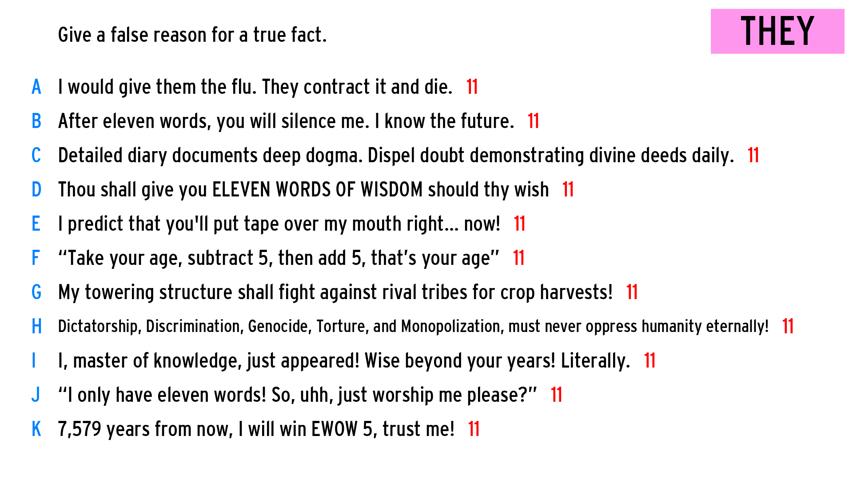 Give a false reason for a true fact.
THEY
A I would give them the flu. They contract it and die. 11
B After eleven words, you will silence me. I know the future. 11
C Detailed diary documents deep dogma. Dispel doubt demonstrating divine deeds daily. 11
D Thou shall give you ELEVEN WORDS OF WISDOM should thy wish 11
E I predict that you'll put tape over my mouth right... now! 11
F “Take your age, subtract 5, then add 5, that’s your age” 11
G My towering structure shall fight against rival tribes for crop harvests! 11
H Dictatorship, Discrimination, Genocide, Torture, and Monopolization, must never oppress humanity eternally! 11
I I, master of knowledge, just appeared! Wise beyond your years! Literally. 11
J “I only have eleven words! So, uhh, just worship me please?” 11
K 7,579 years from now, I will win EWOW 5, trust me! 11